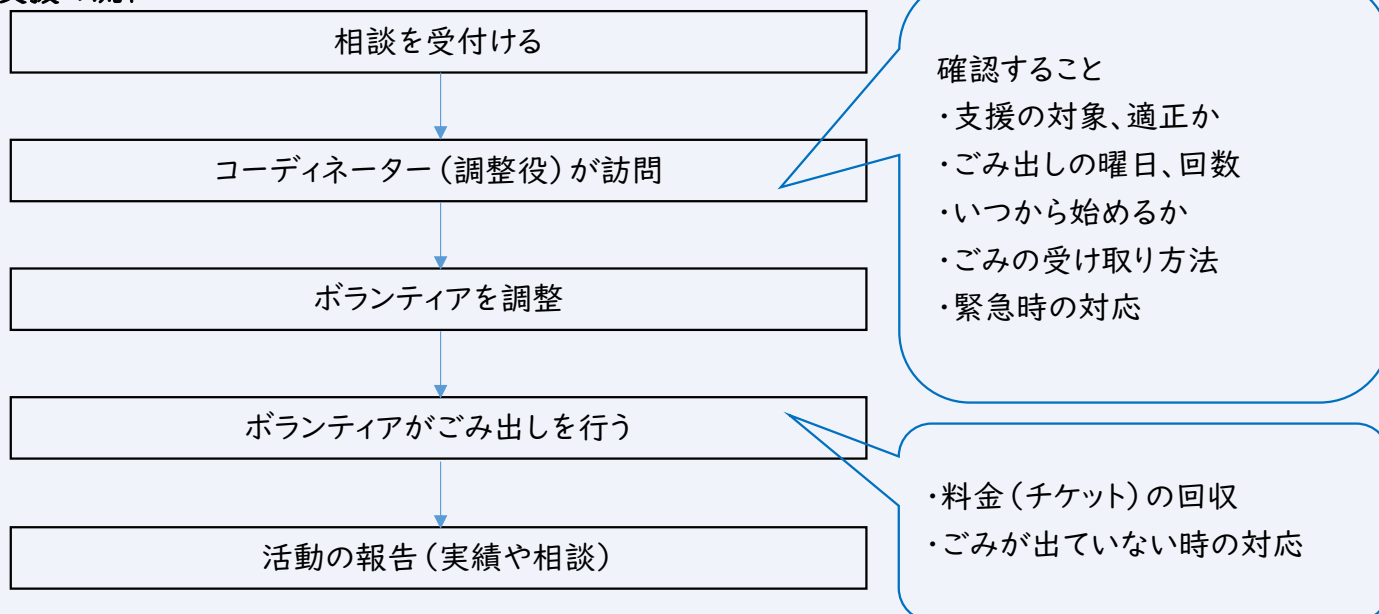 相談を受付ける
コーディネーター（調整役）が訪問
ボランティアを調整
ボランティアがごみ出しを行う
活動の報告（実績や相談）
確認すること
・支援の対象、適正か
・ごみ出しの曜日、回数
・いつから始めるか
・ごみの受け取り方法
・緊急時の対応
・料金（チケット）の回収
・ごみが出ていない時の対応